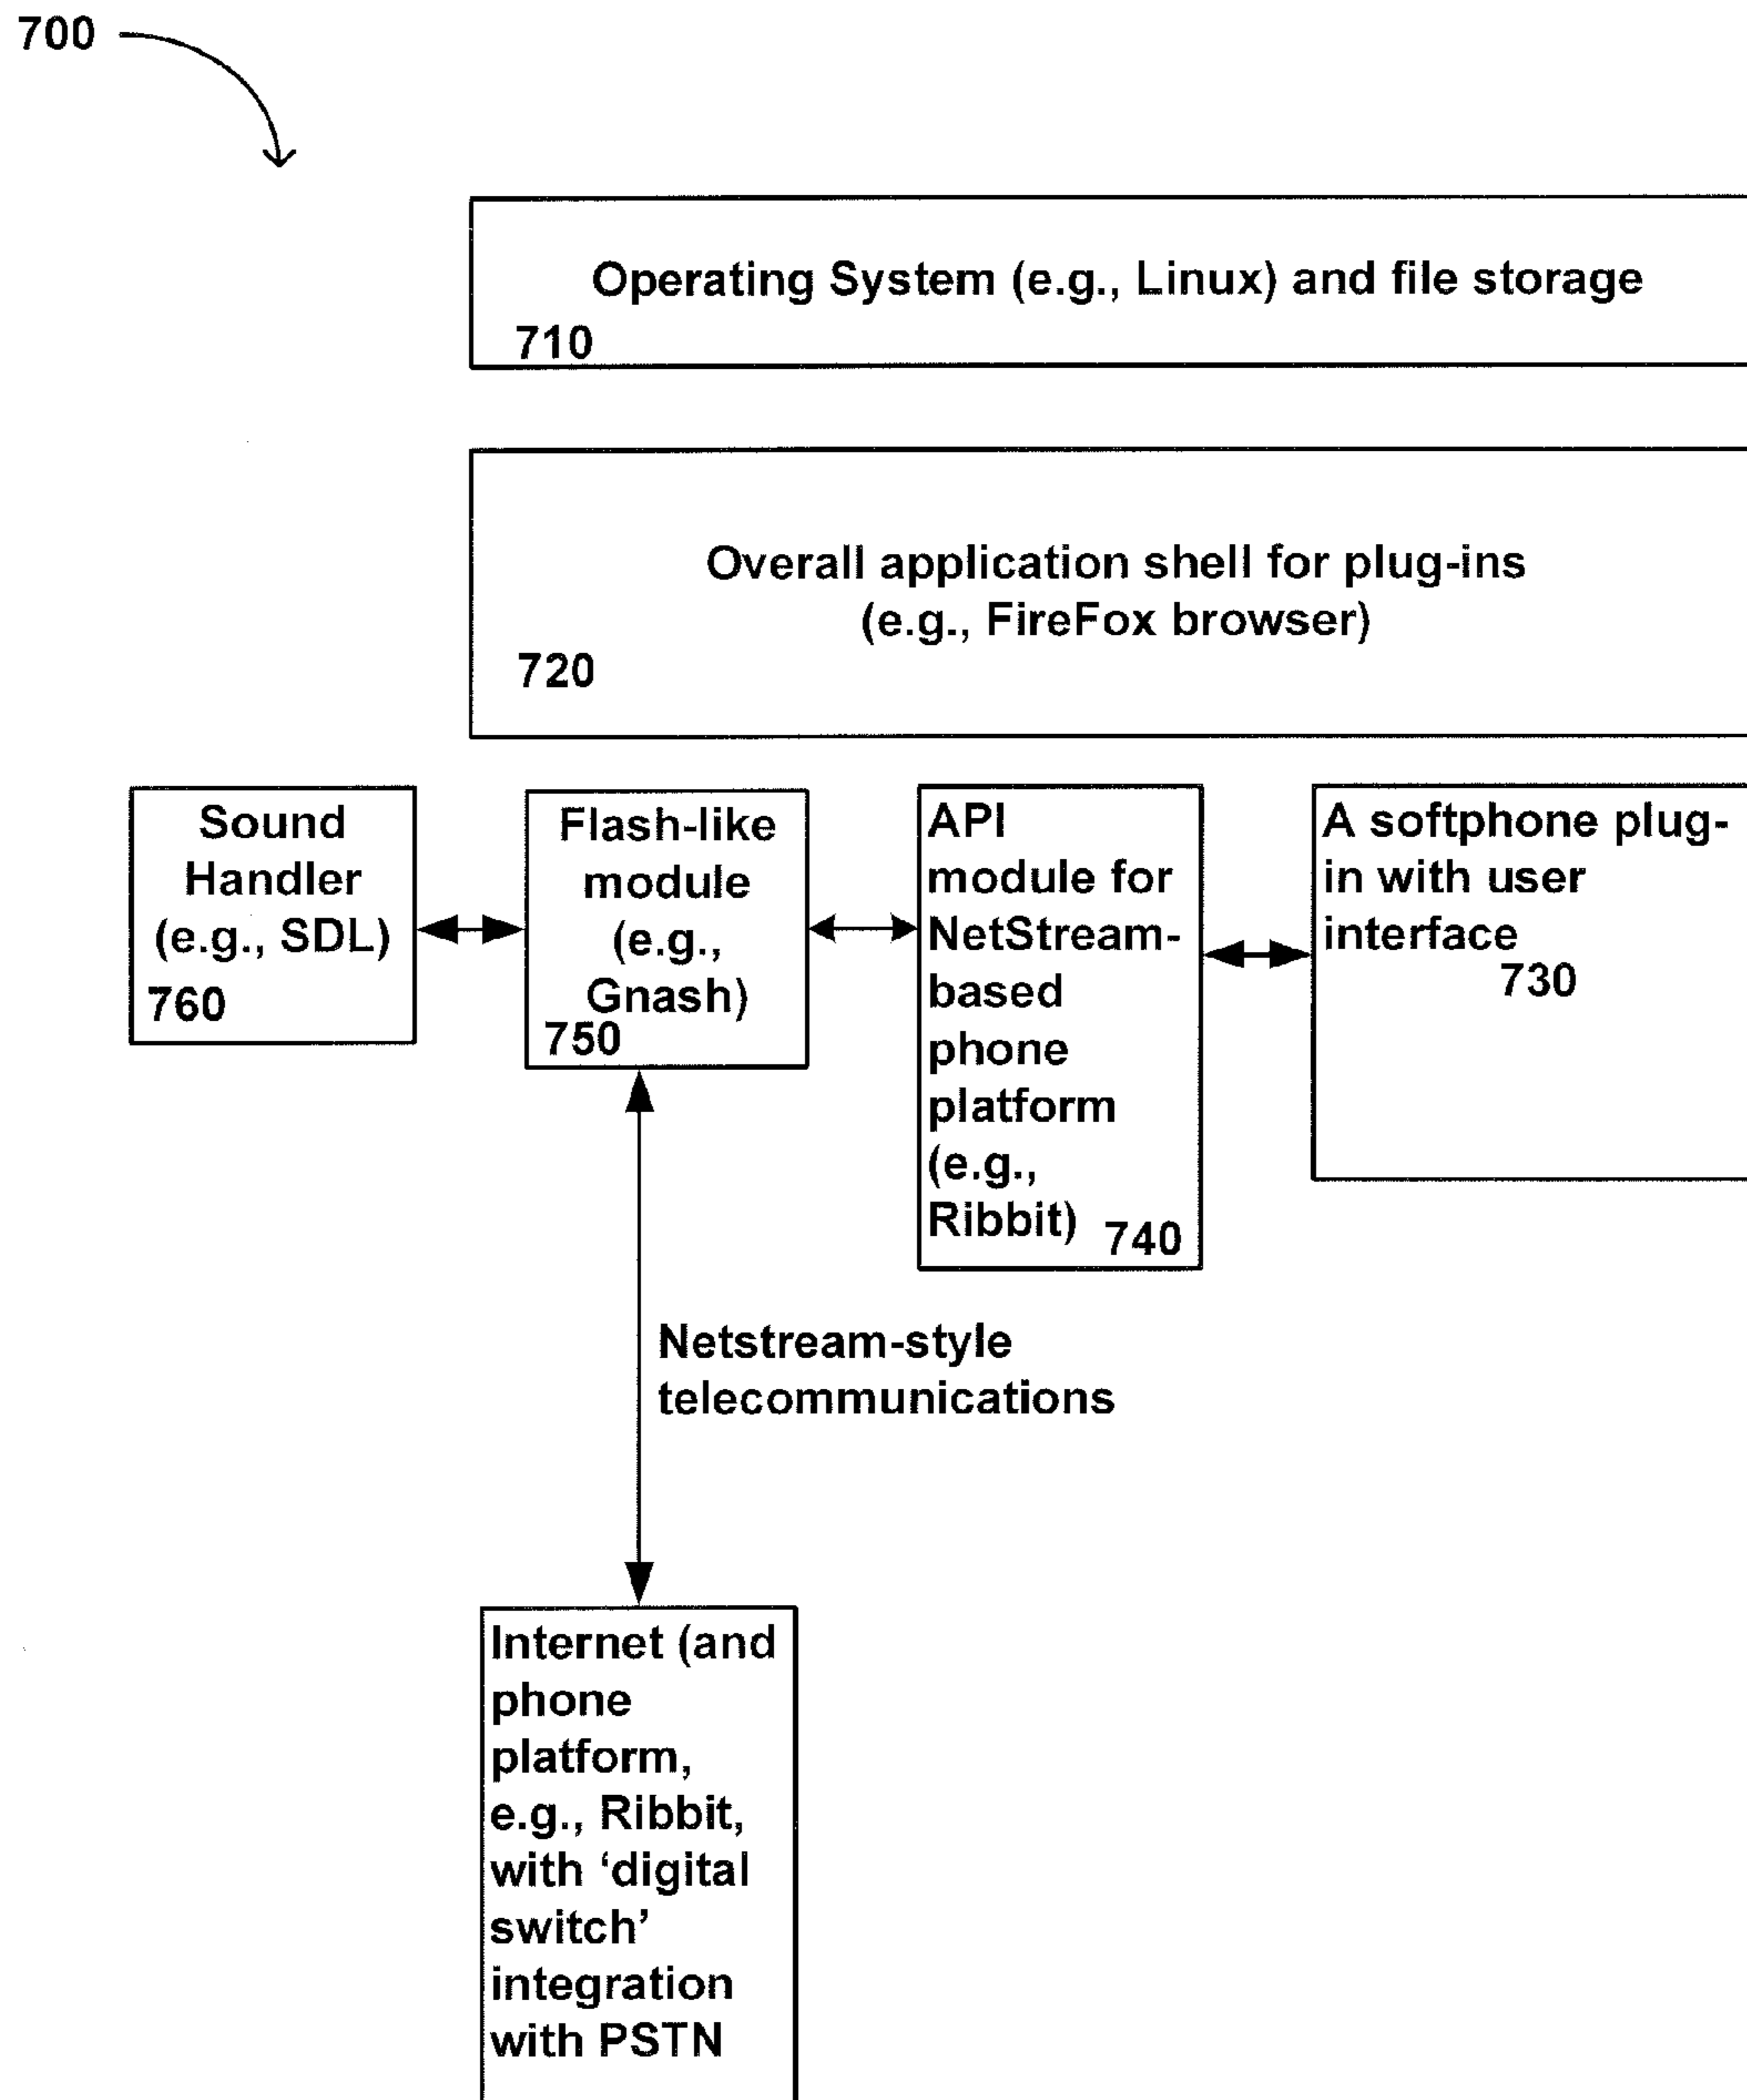 700
Operating System (e.g., Linux) and file storage
710
Overall application shell for plug-ins
(e.g., FireFox browser)
720
Sound
Handler
(e.g., SDL)
760
Flash-like
module
(e.g.,
Gnash)
750
API
module for
NetStream-
based
phone
platform
(e.g.,
Ribbit)
740
A softphone plug-
in with user
interface
730
Netstream-style
telecommunications
Internet (and
phone
platform,
e.g., Ribbit,
with ‘digital
switch’
integration
with PSTN